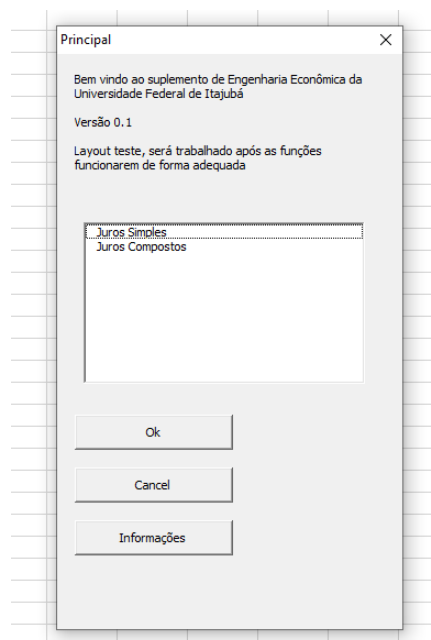 Principal
Bem vindo ao suplemento de Engenharia Econômica da
Universidade Federal de Itajubá
Versão 0.1
Layout teste, será trabalhado após as funções
funcionarem de forma adequada
Juros Simples
Juros Compostos
Ok
Cancel
Informações